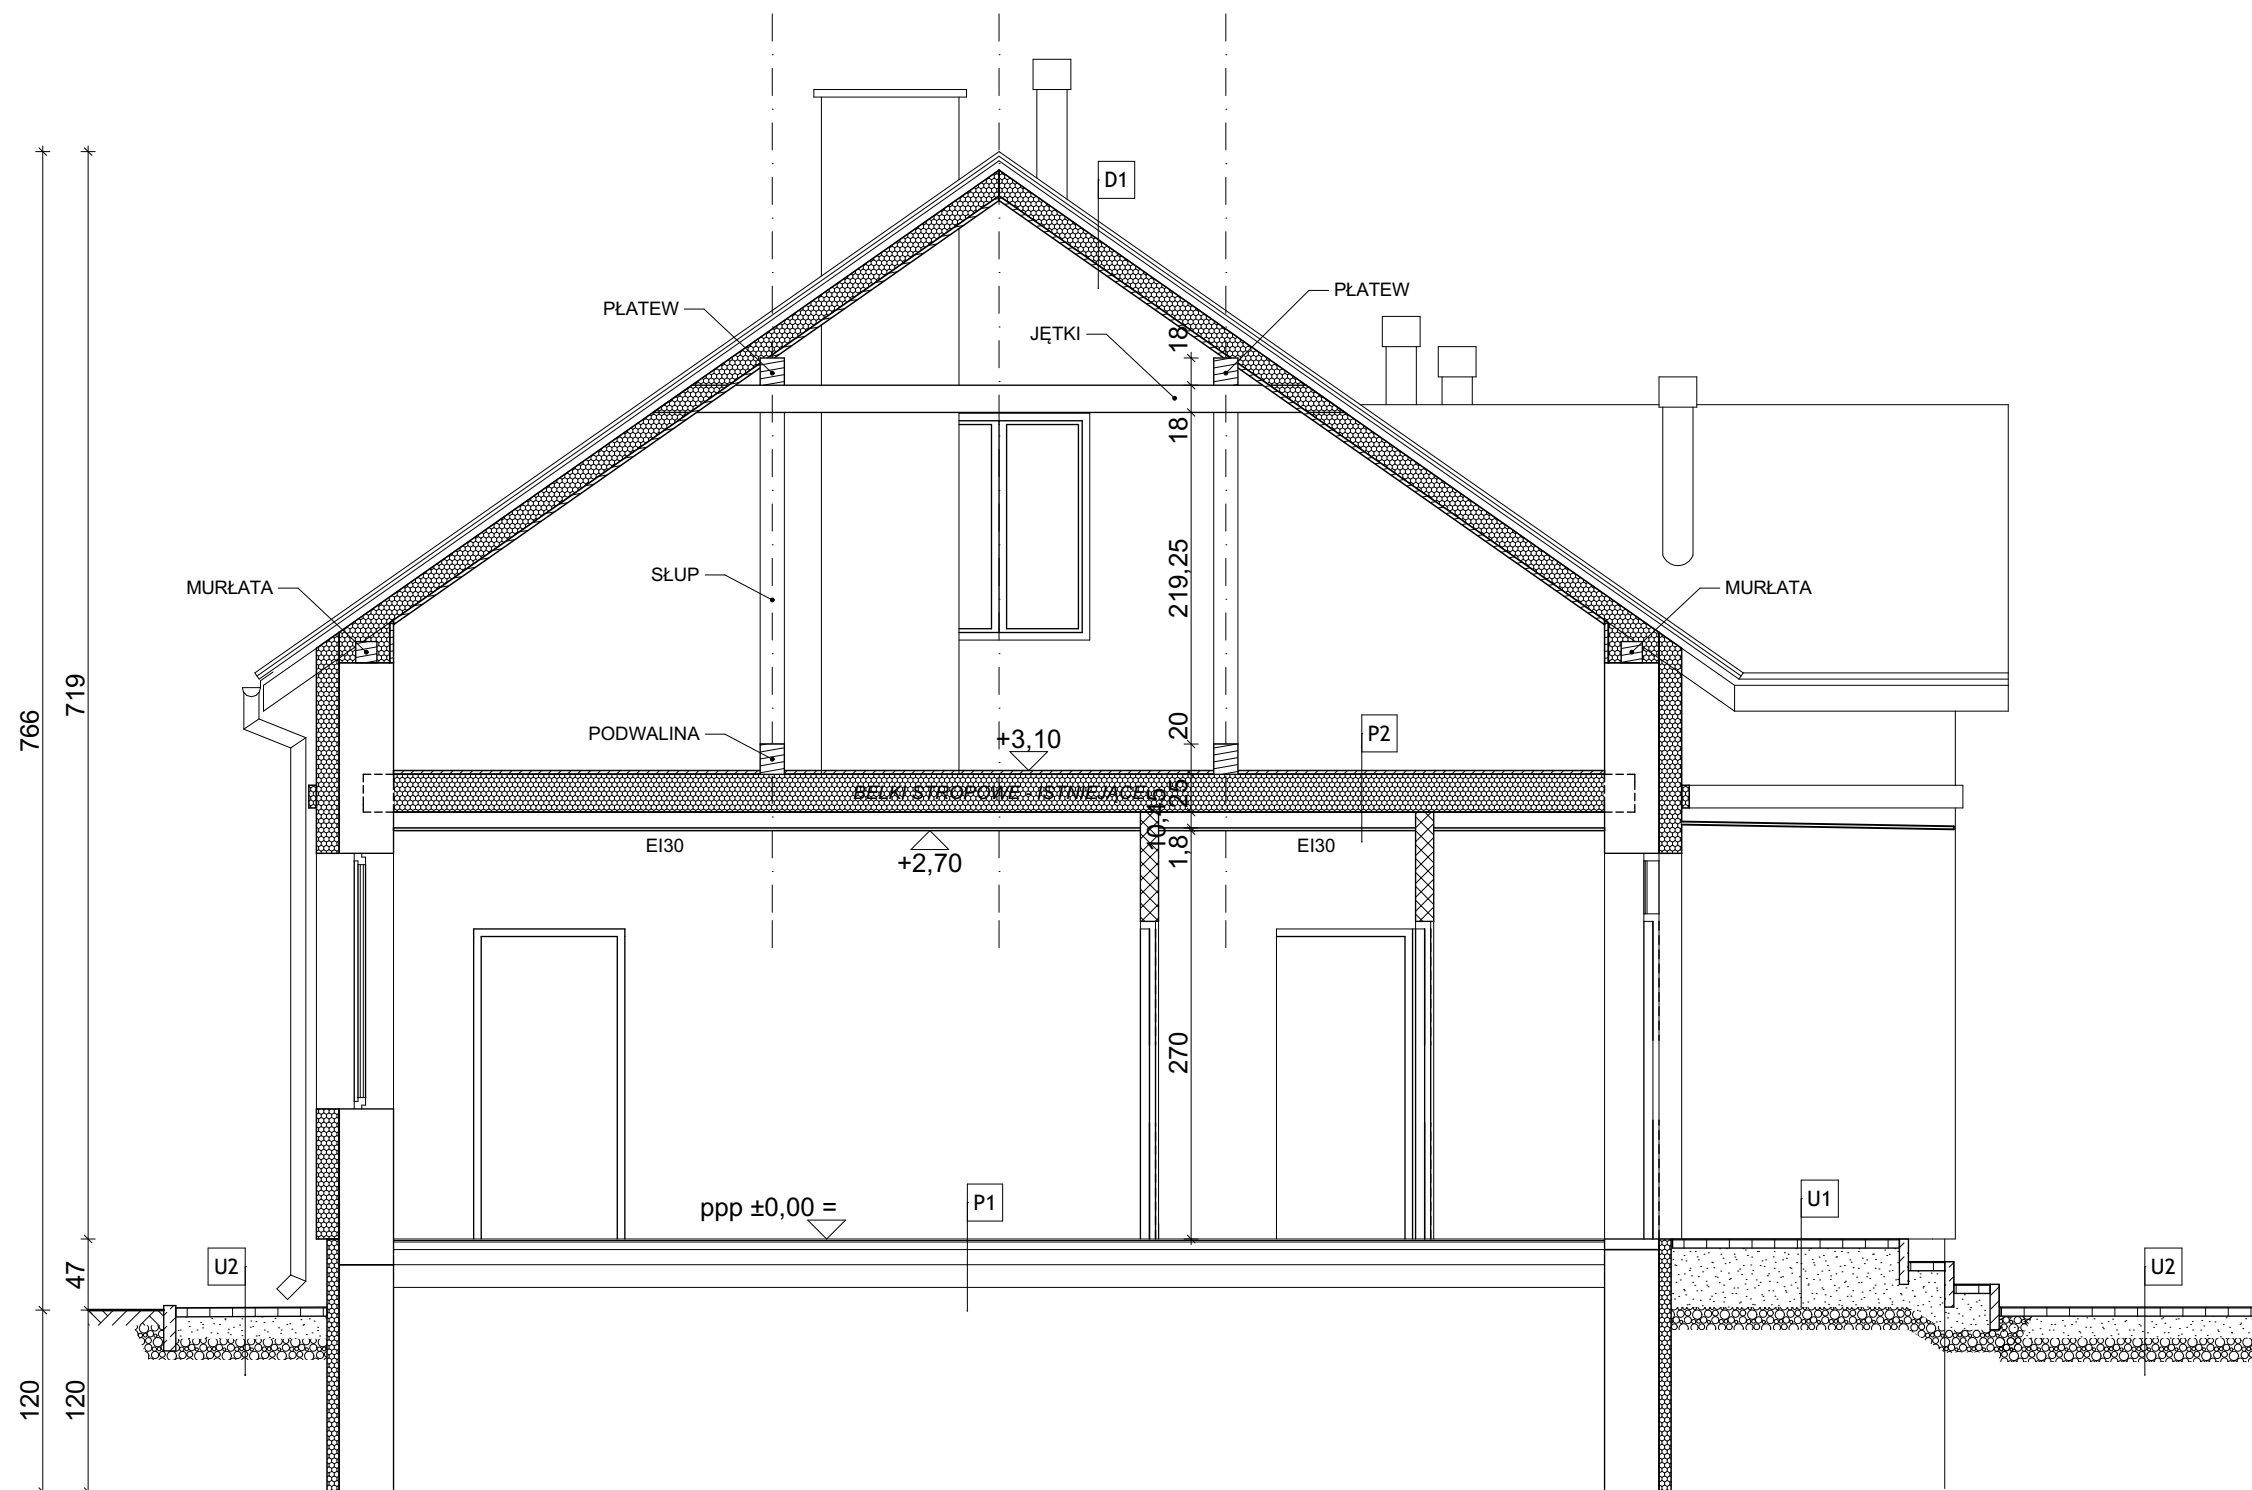 D1
PŁATEW
PŁATEW
JĘTKI
18
18
MURŁATA
SŁUP
219,25
MURŁATA
719
766
PODWALINA
20
+3,10
P2
BELKI STROPOWE - ISTNIEJĄCE
25
10,45
1,8
EI30
EI30
+2,70
270
ppp ±0,00 =
P1
U1
U2
47
U2
120
120